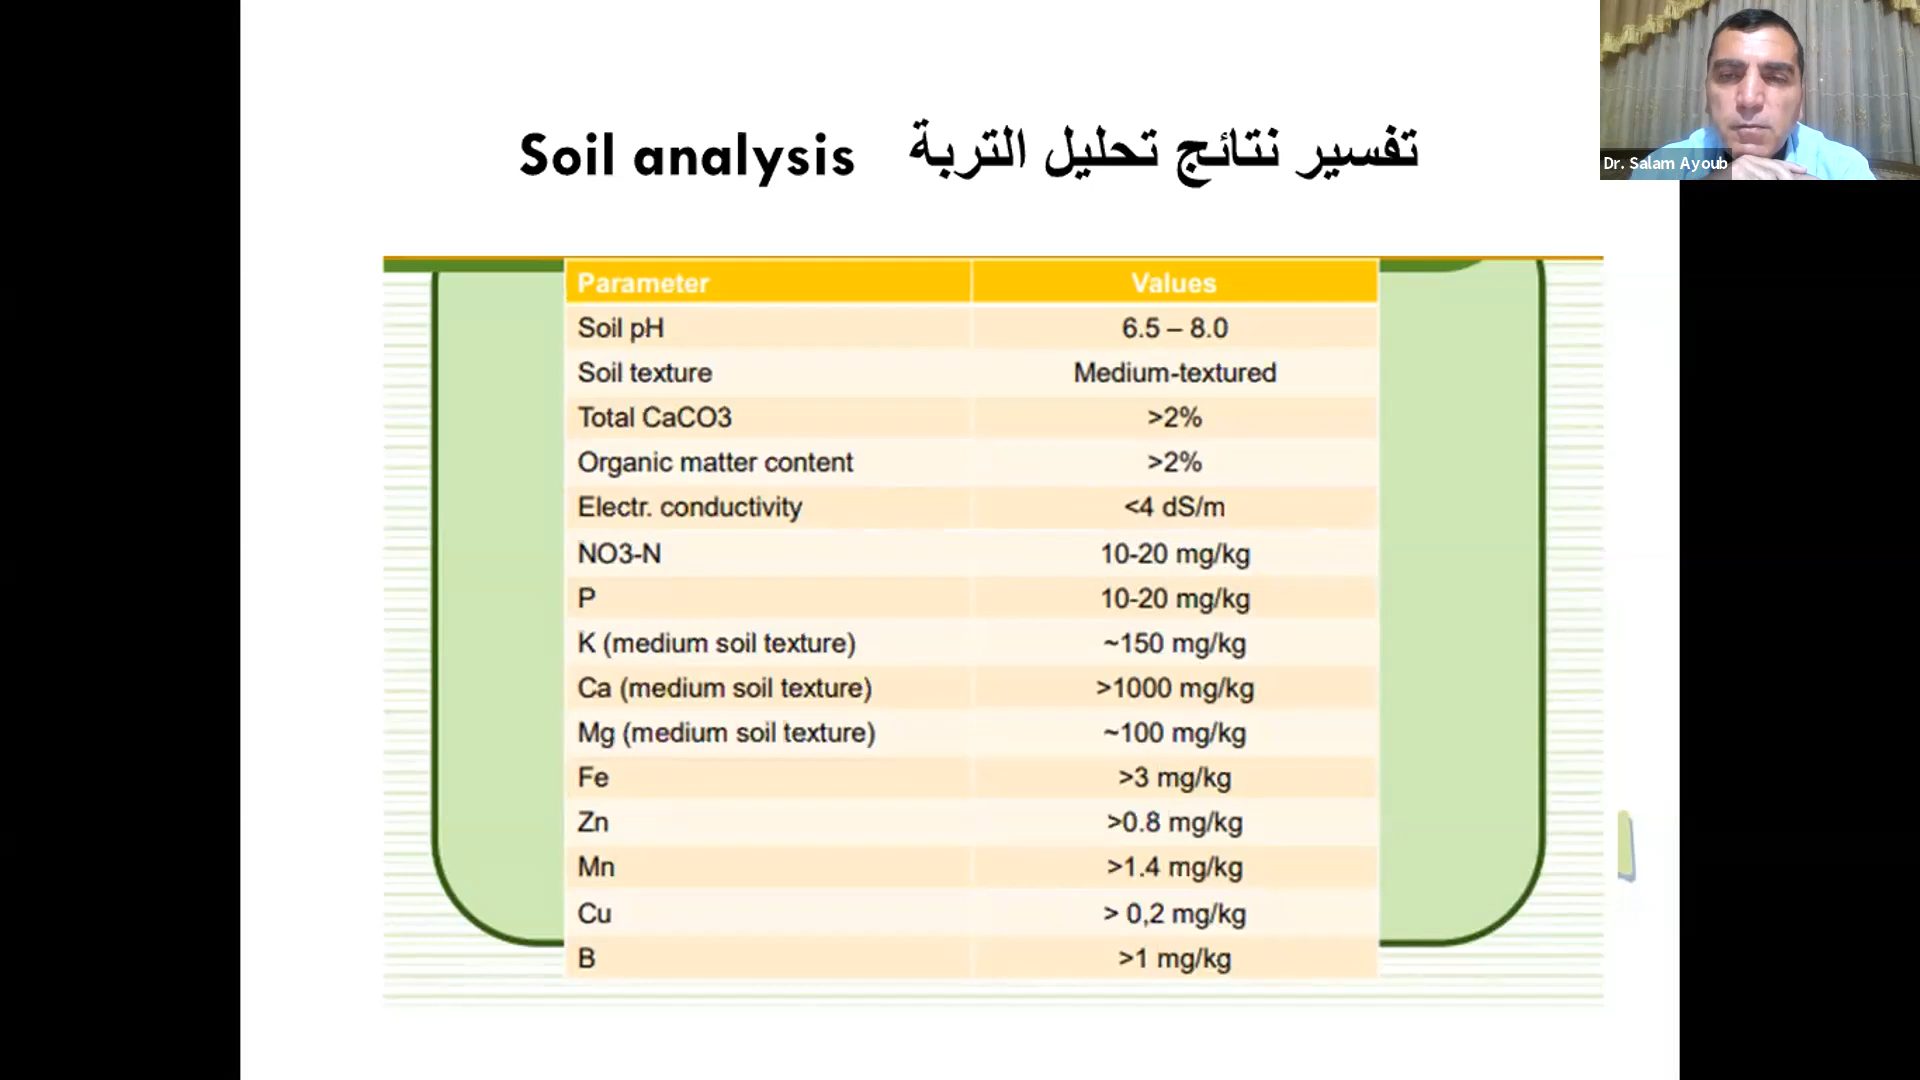 Soil analysis تفسير نتائج تحليل التربة
Dr. Salam Ayoub
Parameter Values
Soil pH 6.5 – 8.0
Soil texture Medium-textured
Total CaCO3 >2%
Organic matter content >2%
Electr. conductivity <4 dS/m
NO3-N 10-20 mg/kg
P 10-20 mg/kg
K (medium soil texture) ~150 mg/kg
Ca (medium soil texture) >1000 mg/kg
Mg (medium soil texture) ~100 mg/kg
Fe >3 mg/kg
Zn >0.8 mg/kg
Mn >1.4 mg/kg
Cu > 0,2 mg/kg
B >1 mg/kg